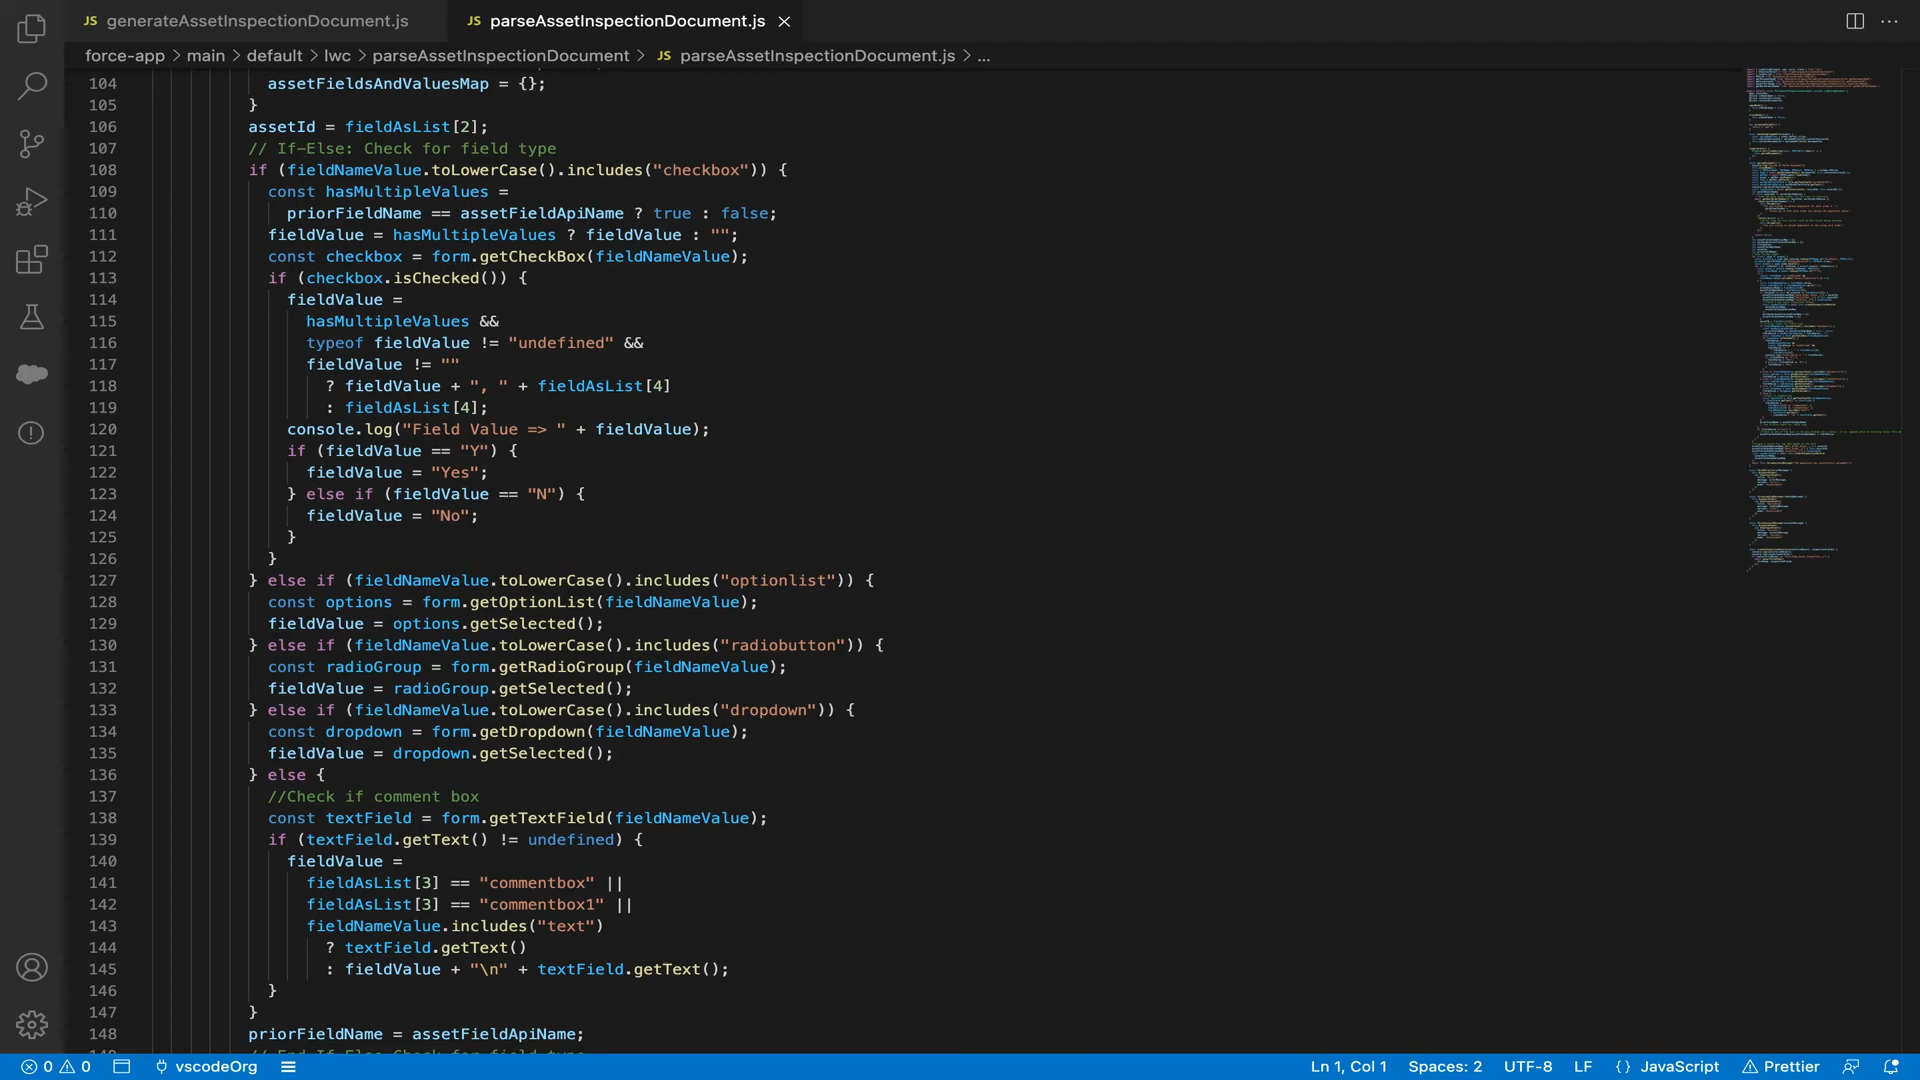 JS generateAssetInspectionDocument.js
JS parseAssetInspectionDocument.js
force-app > main > default > lwc > parseAssetInspectionDocument > JS parseAssetInspectionDocument.js > ...
104 assetFieldsAndValuesMap = {};
105 }
106 assetId = fieldAsList[2];
107 // If-Else: Check for field type
108 if (fieldNameValue.toLowerCase().includes("checkbox")) {
109 const hasMultipleValues =
110 priorFieldName == assetFieldApiName ? true : false;
111 fieldValue = hasMultipleValues ? fieldValue : "";
112 const checkbox = form.getCheckBox(fieldNameValue);
113 if (checkbox.isChecked()) {
114 fieldValue =
115 hasMultipleValues &&
116 typeof fieldValue != "undefined" &&
117 fieldValue != ""
118 ? fieldValue + ", " + fieldAsList[4]
119 : fieldAsList[4];
120 console.log("Field Value => " + fieldValue);
121 if (fieldValue == "Y") {
122 fieldValue = "Yes";
123 } else if (fieldValue == "N") {
124 fieldValue = "No";
125 }
126 }
127 } else if (fieldNameValue.toLowerCase().includes("optionlist")) {
128 const options = form.getOptionList(fieldNameValue);
129 fieldValue = options.getSelected();
130 } else if (fieldNameValue.toLowerCase().includes("radiobutton")) {
131 const radioGroup = form.getRadioGroup(fieldNameValue);
132 fieldValue = radioGroup.getSelected();
133 } else if (fieldNameValue.toLowerCase().includes("dropdown")) {
134 const dropdown = form.getDropdown(fieldNameValue);
135 fieldValue = dropdown.getSelected();
136 } else {
137 //Check if comment box
138 const textField = form.getTextField(fieldNameValue);
139 if (textField.getText() != undefined) {
140 fieldValue =
141 fieldAsList[3] == "commentbox" ||
142 fieldAsList[3] == "commentbox1" ||
143 fieldNameValue.includes("text")
144 ? textField.getText()
145 : fieldValue + "\n" + textField.getText();
146 }
147 }
148 priorFieldName = assetFieldApiName;
0 0 vscodeOrg Ln 1, Col 1 Spaces: 2 UTF-8 LF {} JavaScript Prettier